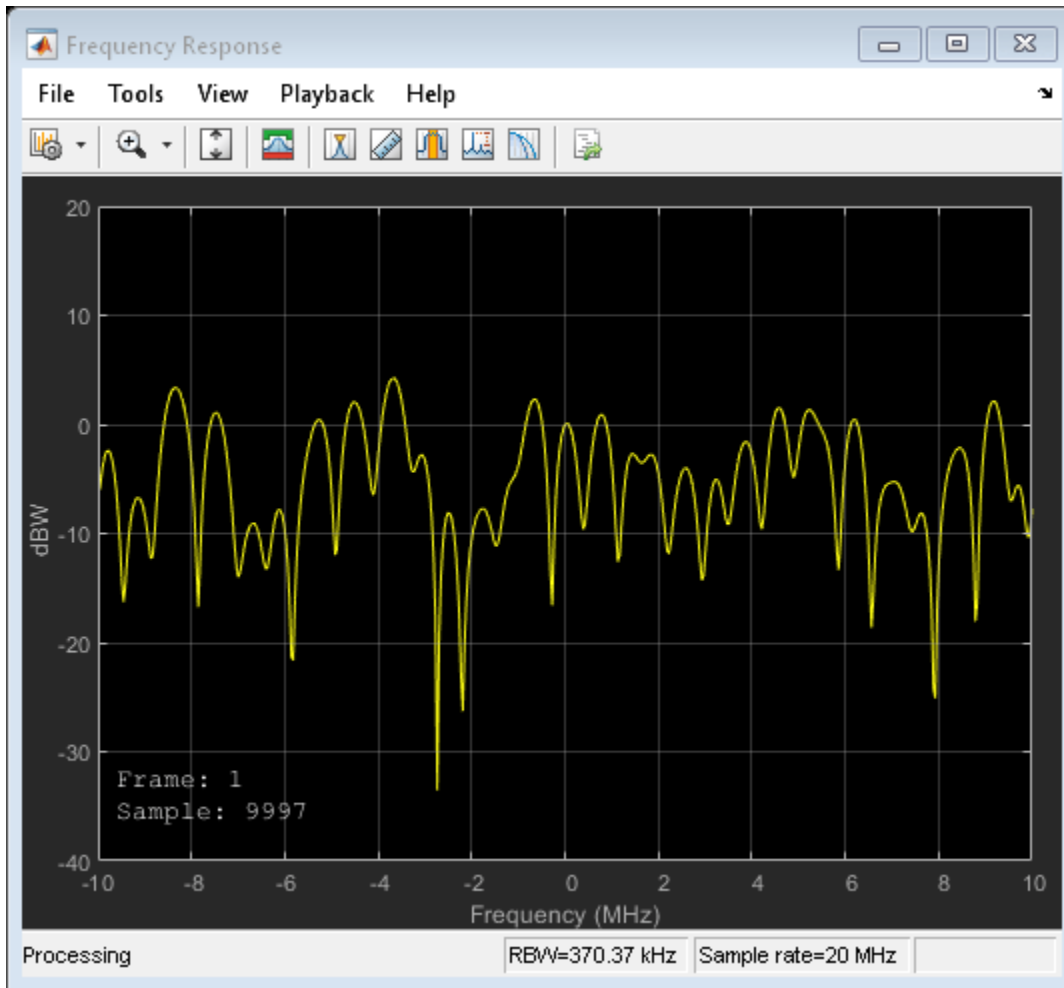 Frequency Response
File Tools View Playback Help
20
10
0
-10
-20
-30
-40
dBW
Frame: 1
Sample: 9997
-10 -8 -6 -4 -2 0 2 4 6 8 10
Frequency (MHz)
Processing RBW=370.37 kHz Sample rate=20 MHz